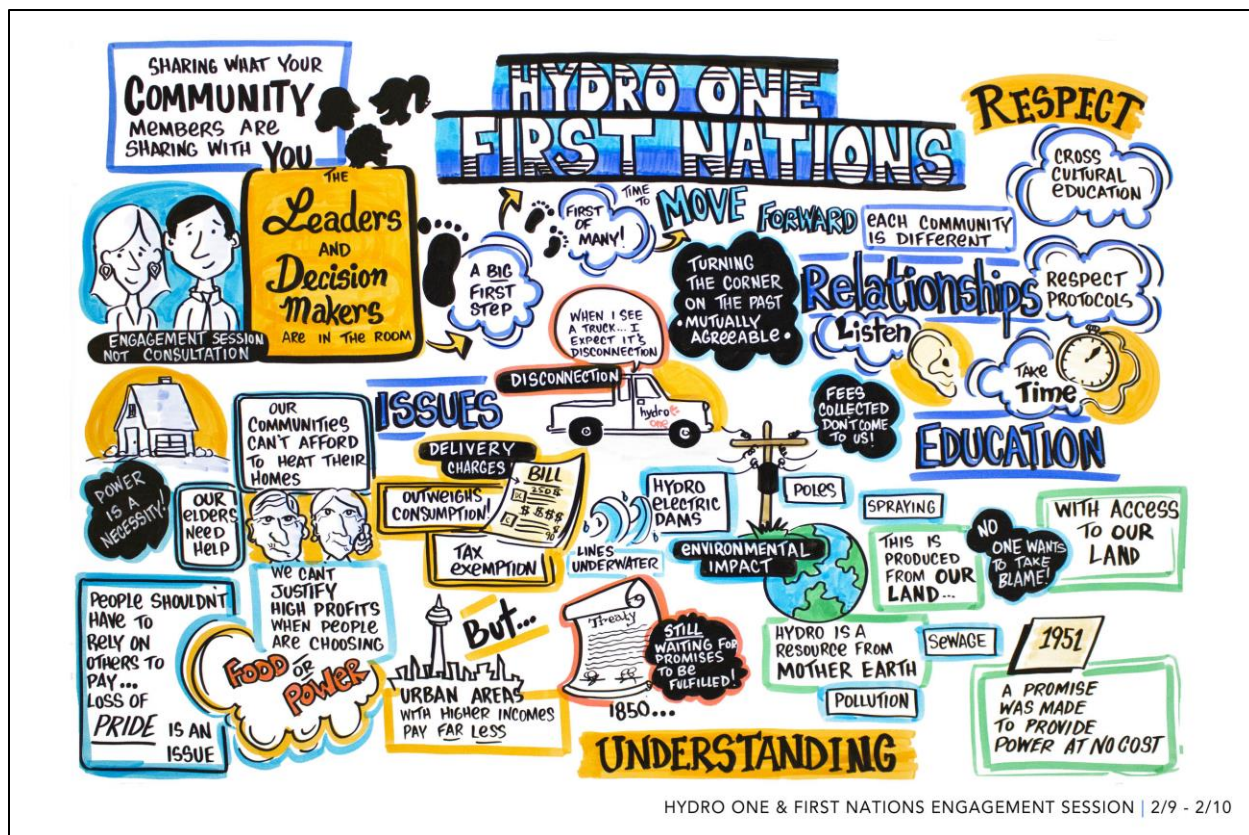 SHARING WHAT YOUR
COMMUNITY
MEMBERS ARE
SHARING WITH YOU
HYDRO ONE
FIRST NATIONS
RESPECT
CROSS
CULTURAL
EDUCATION
THE
Leaders
AND
Decision
Makers
ARE IN THE ROOM
ENGAGEMENT SESSION
NOT CONSULTATION
A BIG
FIRST
STEP
FIRST
OF
MANY!
TIME
TO
MOVE
FORWARD
EACH COMMUNITY
IS DIFFERENT
TURNING
THE CORNER
ON THE PAST
• MUTUALLY
AGREEABLE •
Relationships
RESPECT
PROTOCOLS
Listen
TAKE
Time
WHEN I SEE
A TRUCK... I
EXPECT IT'S
DISCONNECTION
DISCONNECTION
hydro
one
ISSUES
OUR
COMMUNITIES
CAN'T AFFORD
TO HEAT THEIR
HOMES
POWER
IS A
NECESSITY!
OUR
ELDERS
NEED
HELP
DELIVERY
CHARGES
OUTWEIGHS
CONSUMPTION!
BILL
TAX
EXEMPTION
FEES
COLLECTED
DON'T COME
TO US!
EDUCATION
HYDRO
ELECTRIC
DAMS
LINES
UNDERWATER
POLES
ENVIRONMENTAL
IMPACT
SPRAYING
THIS IS
PRODUCED
FROM OUR
LAND...
NO
ONE WANTS
TO TAKE
BLAME!
WITH ACCESS
TO OUR
LAND
PEOPLE SHOULDN'T
HAVE TO
RELY ON
OTHERS TO
PAY...
LOSS OF
PRIDE IS AN
ISSUE
WE CAN'T
JUSTIFY
HIGH PROFITS
WHEN PEOPLE
ARE CHOOSING
FOOD OR
POWER
BUT...
URBAN AREAS
WITH HIGHER INCOMES
PAY FAR LESS
Treaty
1850...
STILL
WAITING FOR
PROMISES
TO BE
FULFILLED!
HYDRO IS A
RESOURCE FROM
MOTHER EARTH
SEWAGE
POLLUTION
1951
A PROMISE
WAS MADE
TO PROVIDE
POWER AT NO COST
UNDERSTANDING
HYDRO ONE & FIRST NATIONS ENGAGEMENT SESSION | 2/9 - 2/10